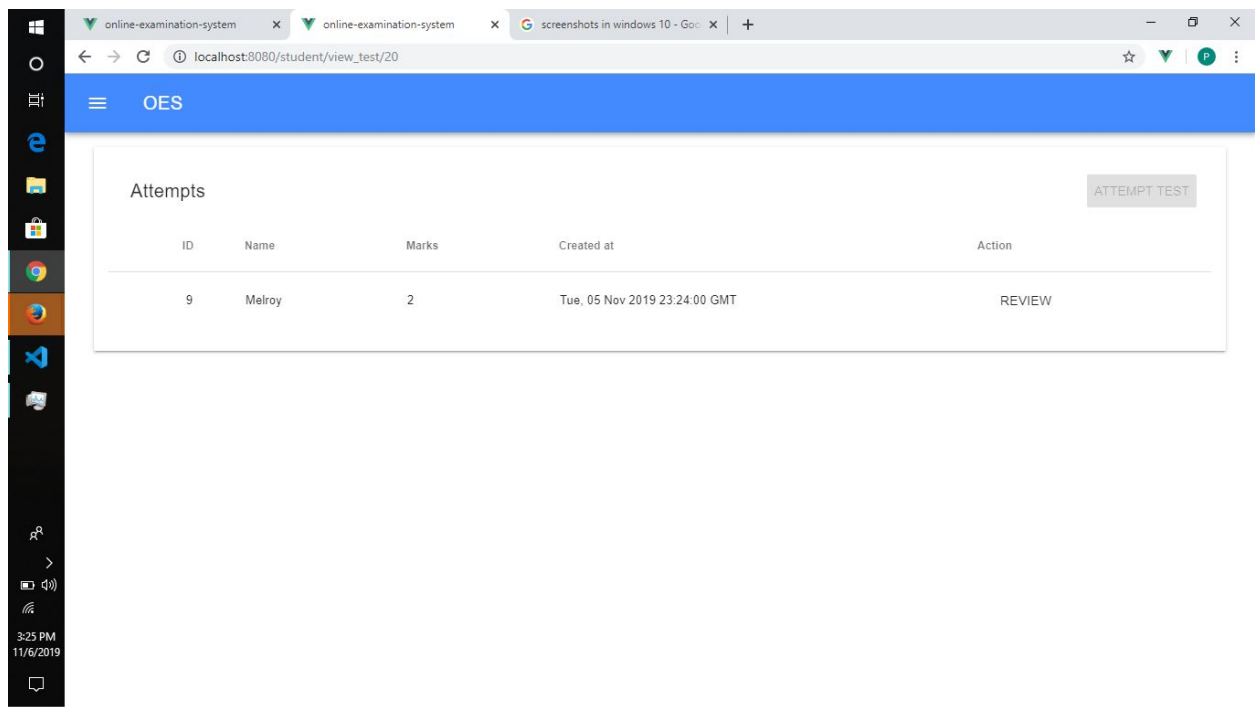 online-examination-system
online-examination-system
screenshots in windows 10 - Goo
localhost:8080/student/view_test/20
P
OES
Attempts
ATTEMPT TEST
ID Name Marks Created at Action
9 Melroy 2 Tue, 05 Nov 2019 23:24:00 GMT REVIEW
3:25 PM
11/6/2019